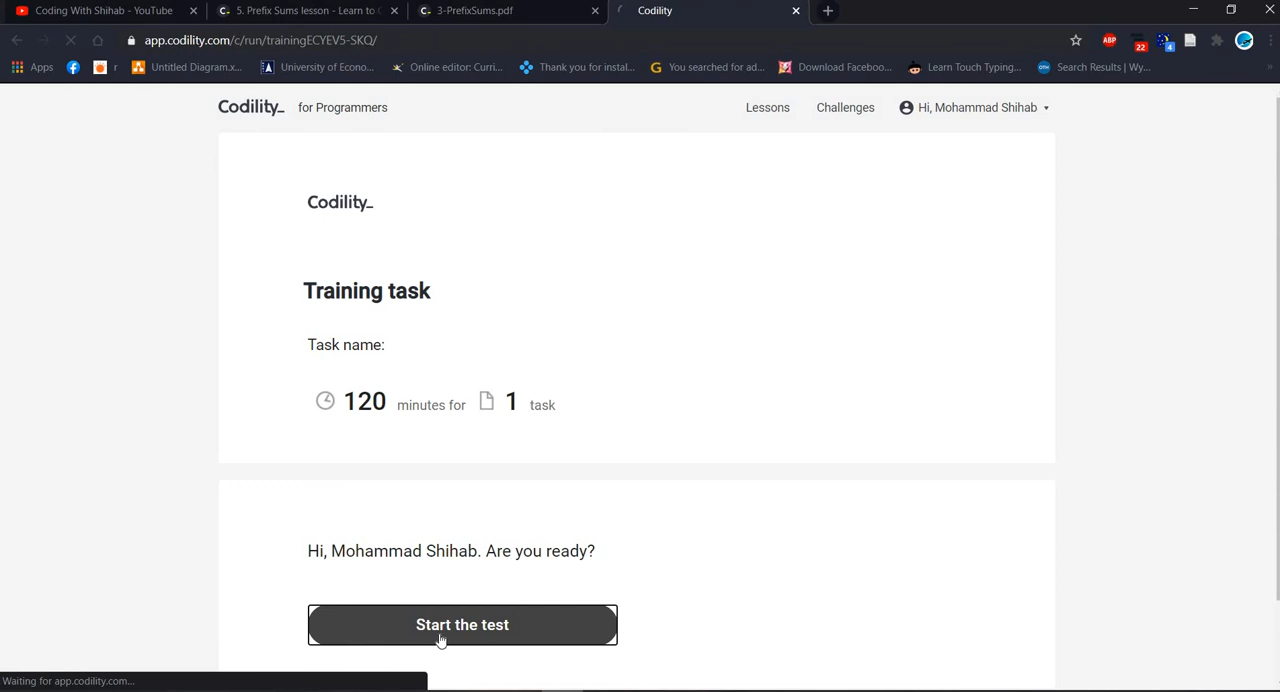 Coding With Shihab - YouTube
5. Prefix Sums lesson - Learn to C
3-PrefixSums.pdf
Codility
app.codility.com/c/run/trainingECYEV5-SKQ/
ABP
22
4
Apps
r
Untitled Diagram.x...
University of Econo...
Online editor: Curri...
Thank you for instal...
You searched for ad...
Download Faceboo...
Learn Touch Typing...
Search Results | Wy...
Codility_ for Programmers
Lessons
Challenges
Hi, Mohammad Shihab
Codility_
Training task
Task name:
120 minutes for 1 task
Hi, Mohammad Shihab. Are you ready?
Start the test
Waiting for app.codility.com...